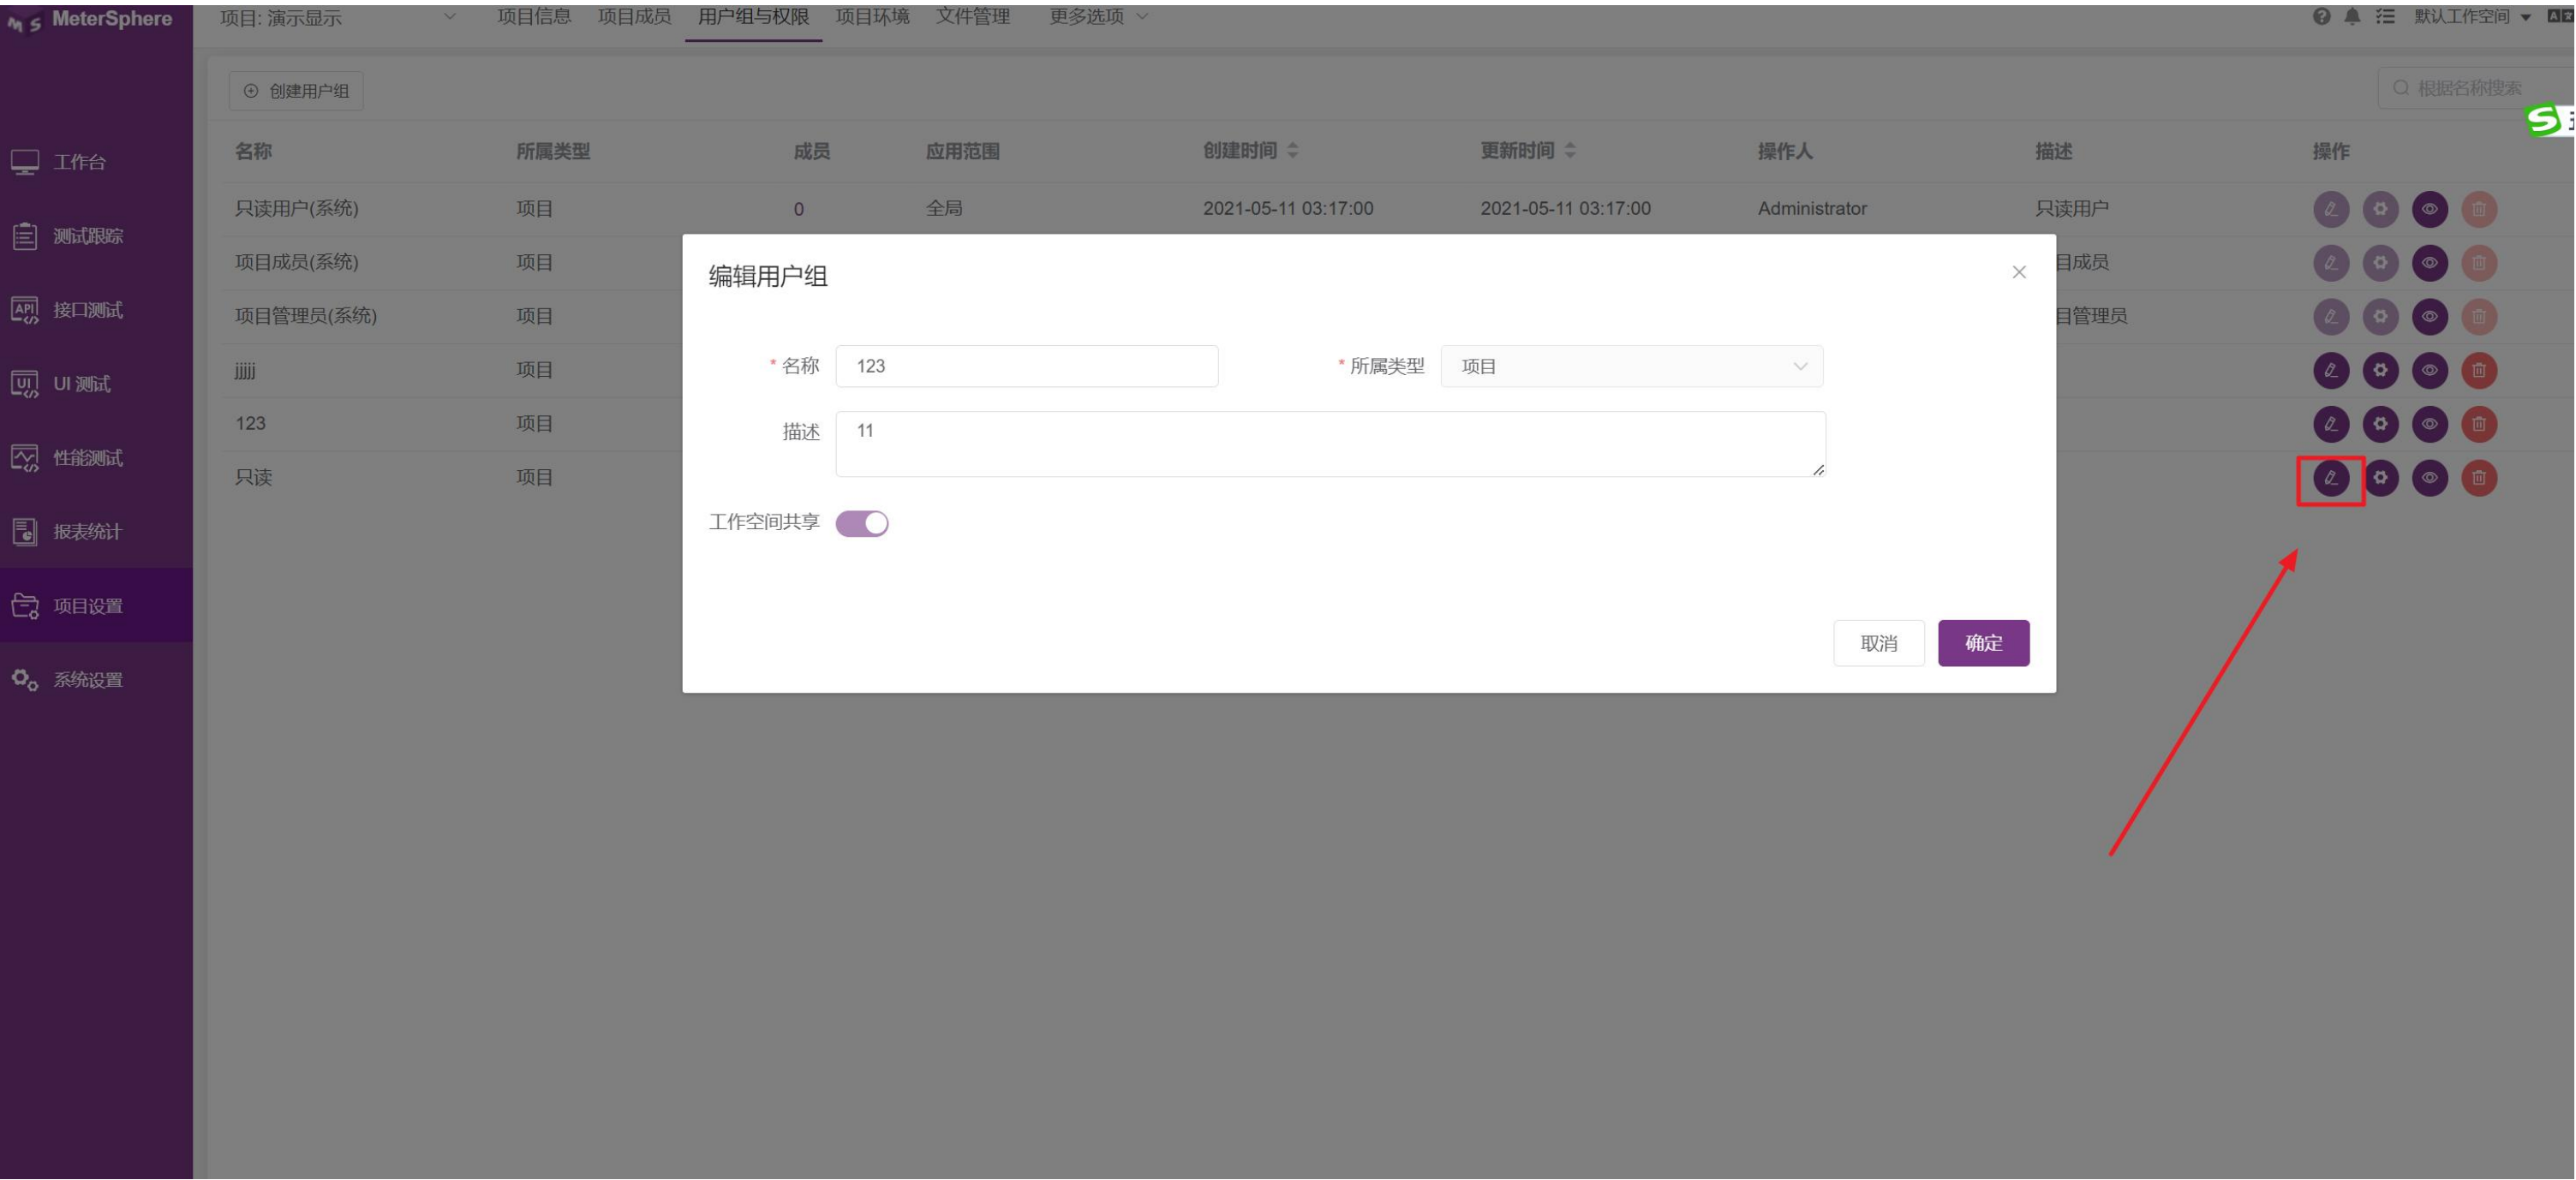 MeterSphere
项目: 演示显示
项目信息 项目成员 用户组与权限 项目环境 文件管理 更多选项
默认工作空间
创建用户组
根据名称搜索
名称 所属类型 成员 应用范围 创建时间 更新时间 操作人 描述 操作
只读用户(系统) 项目 0 全局 2021-05-11 03:17:00 2021-05-11 03:17:00 Administrator 只读用户
项目成员(系统) 项目 目成员
项目管理员(系统) 项目 目管理员
jjjjj 项目
123 项目
只读 项目
工作台
测试跟踪
API 接口测试
UI UI 测试
性能测试
报表统计
项目设置
系统设置
编辑用户组
* 名称 123
* 所属类型 项目
描述 11
工作空间共享
取消 确定